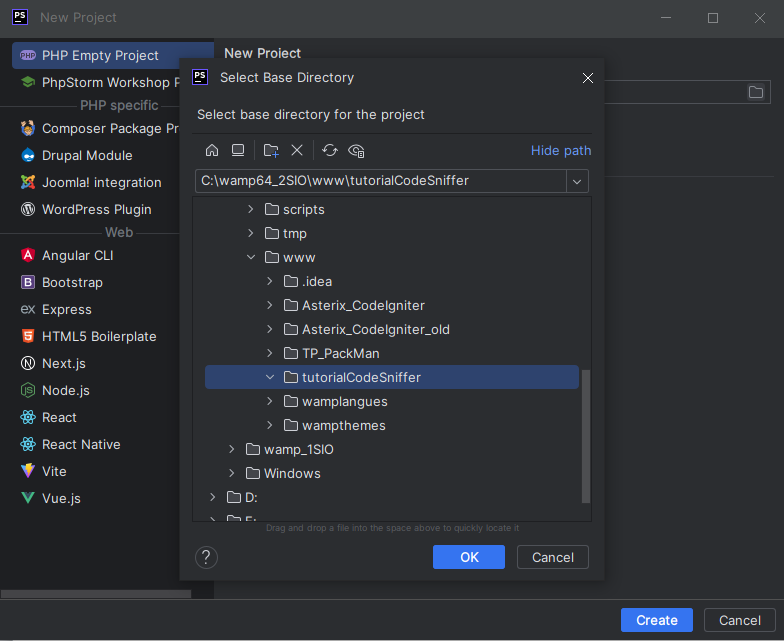 PS New Project
PHP PHP Empty Project
PhpStorm Workshop P
PHP specific
Composer Package Pr
Drupal Module
Joomla! integration
WordPress Plugin
Web
Angular CLI
B Bootstrap
ex Express
HTML5 Boilerplate
Next.js
Node.js
React
React Native
Vite
Vue.js
New Project
PS Select Base Directory
Select base directory for the project
Hide path
C:\wamp64_2SIO\www\tutorialCodeSniffer
scripts
tmp
www
.idea
Asterix_CodeIgniter
Asterix_CodeIgniter_old
TP_PackMan
tutorialCodeSniffer
wamplangues
wampthemes
wamp_1SIO
Windows
D:
Drag and drop a file into the space above to quickly locate it
? OK Cancel
Create Cancel